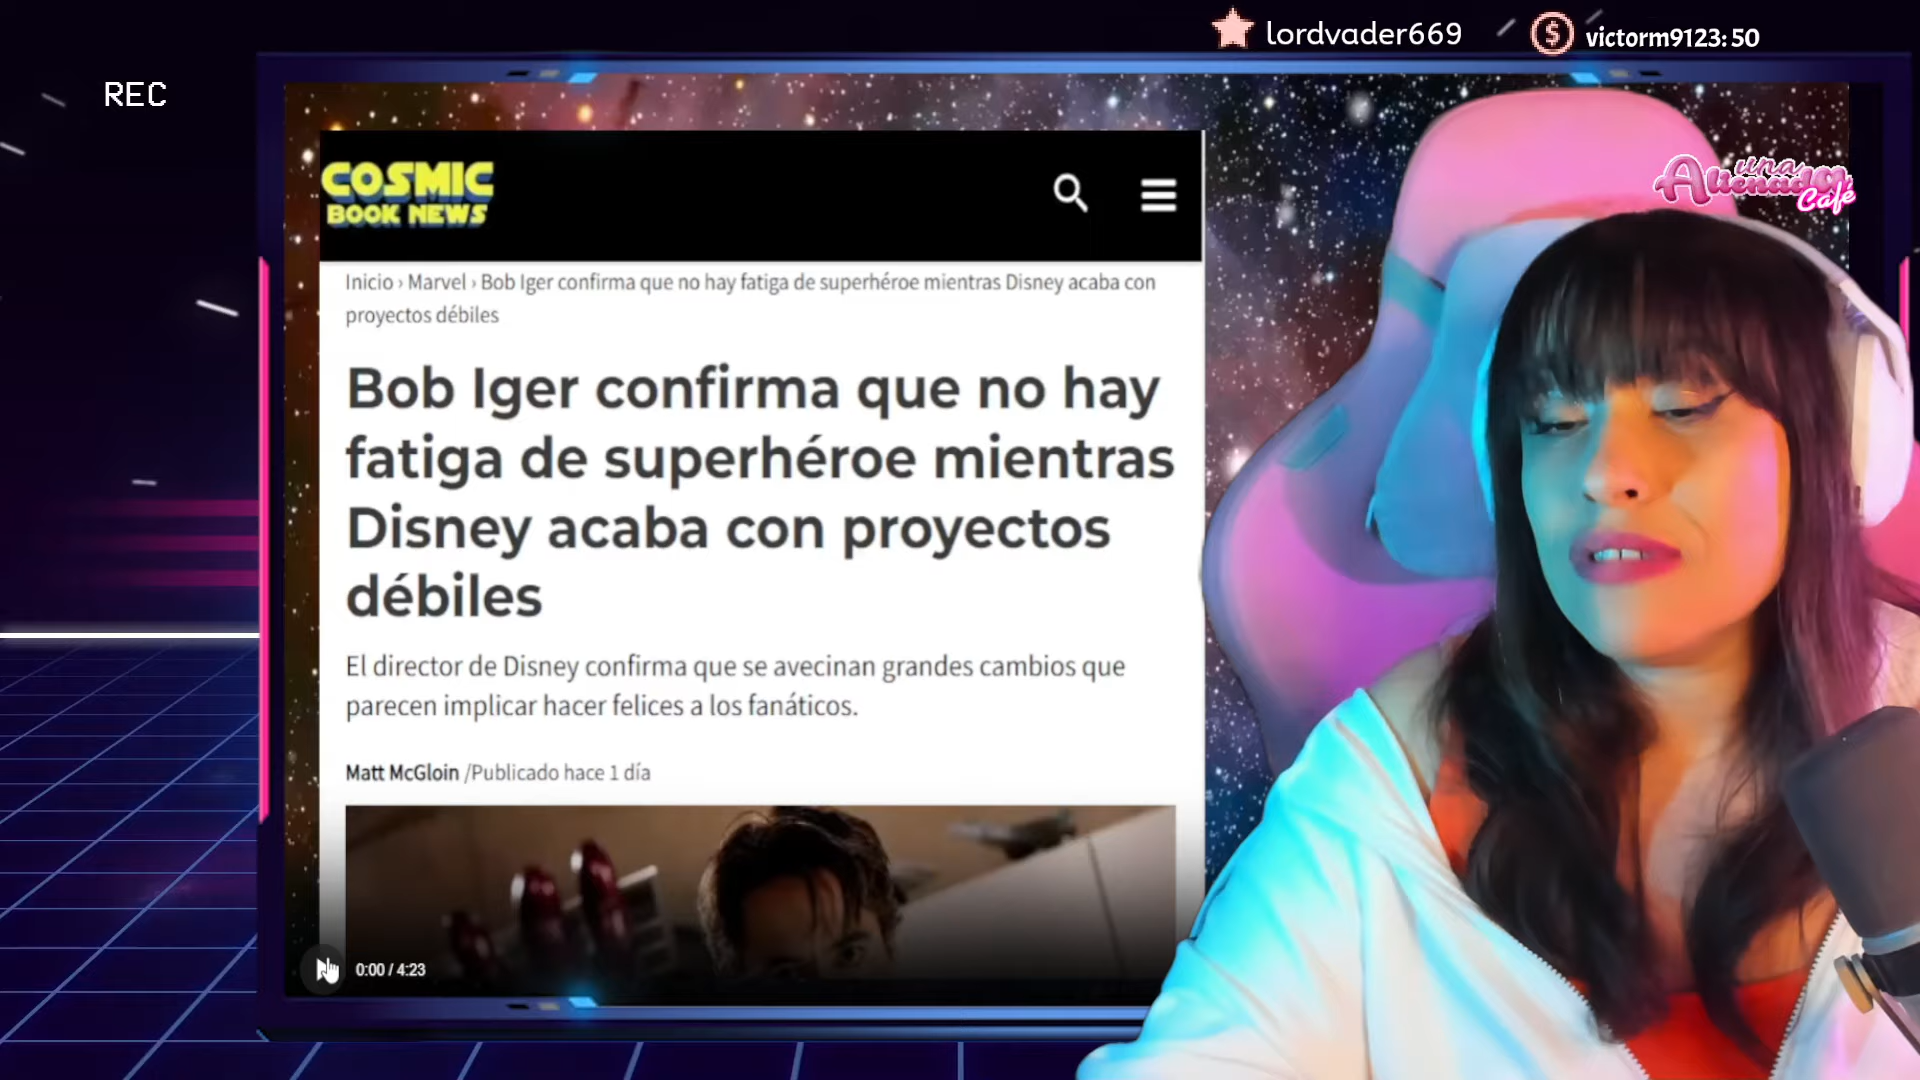 lordvader669
victorm9123: 50
REC
una
Alienada
Café
COSMIC
BOOK NEWS
Inicio › Marvel › Bob Iger confirma que no hay fatiga de superhéroe mientras Disney acaba con
proyectos débiles
Bob Iger confirma que no hay
fatiga de superhéroe mientras
Disney acaba con proyectos
débiles
El director de Disney confirma que se avecinan grandes cambios que
parecen implicar hacer felices a los fanáticos.
Matt McGloin /Publicado hace 1 día
0:00 / 4:23